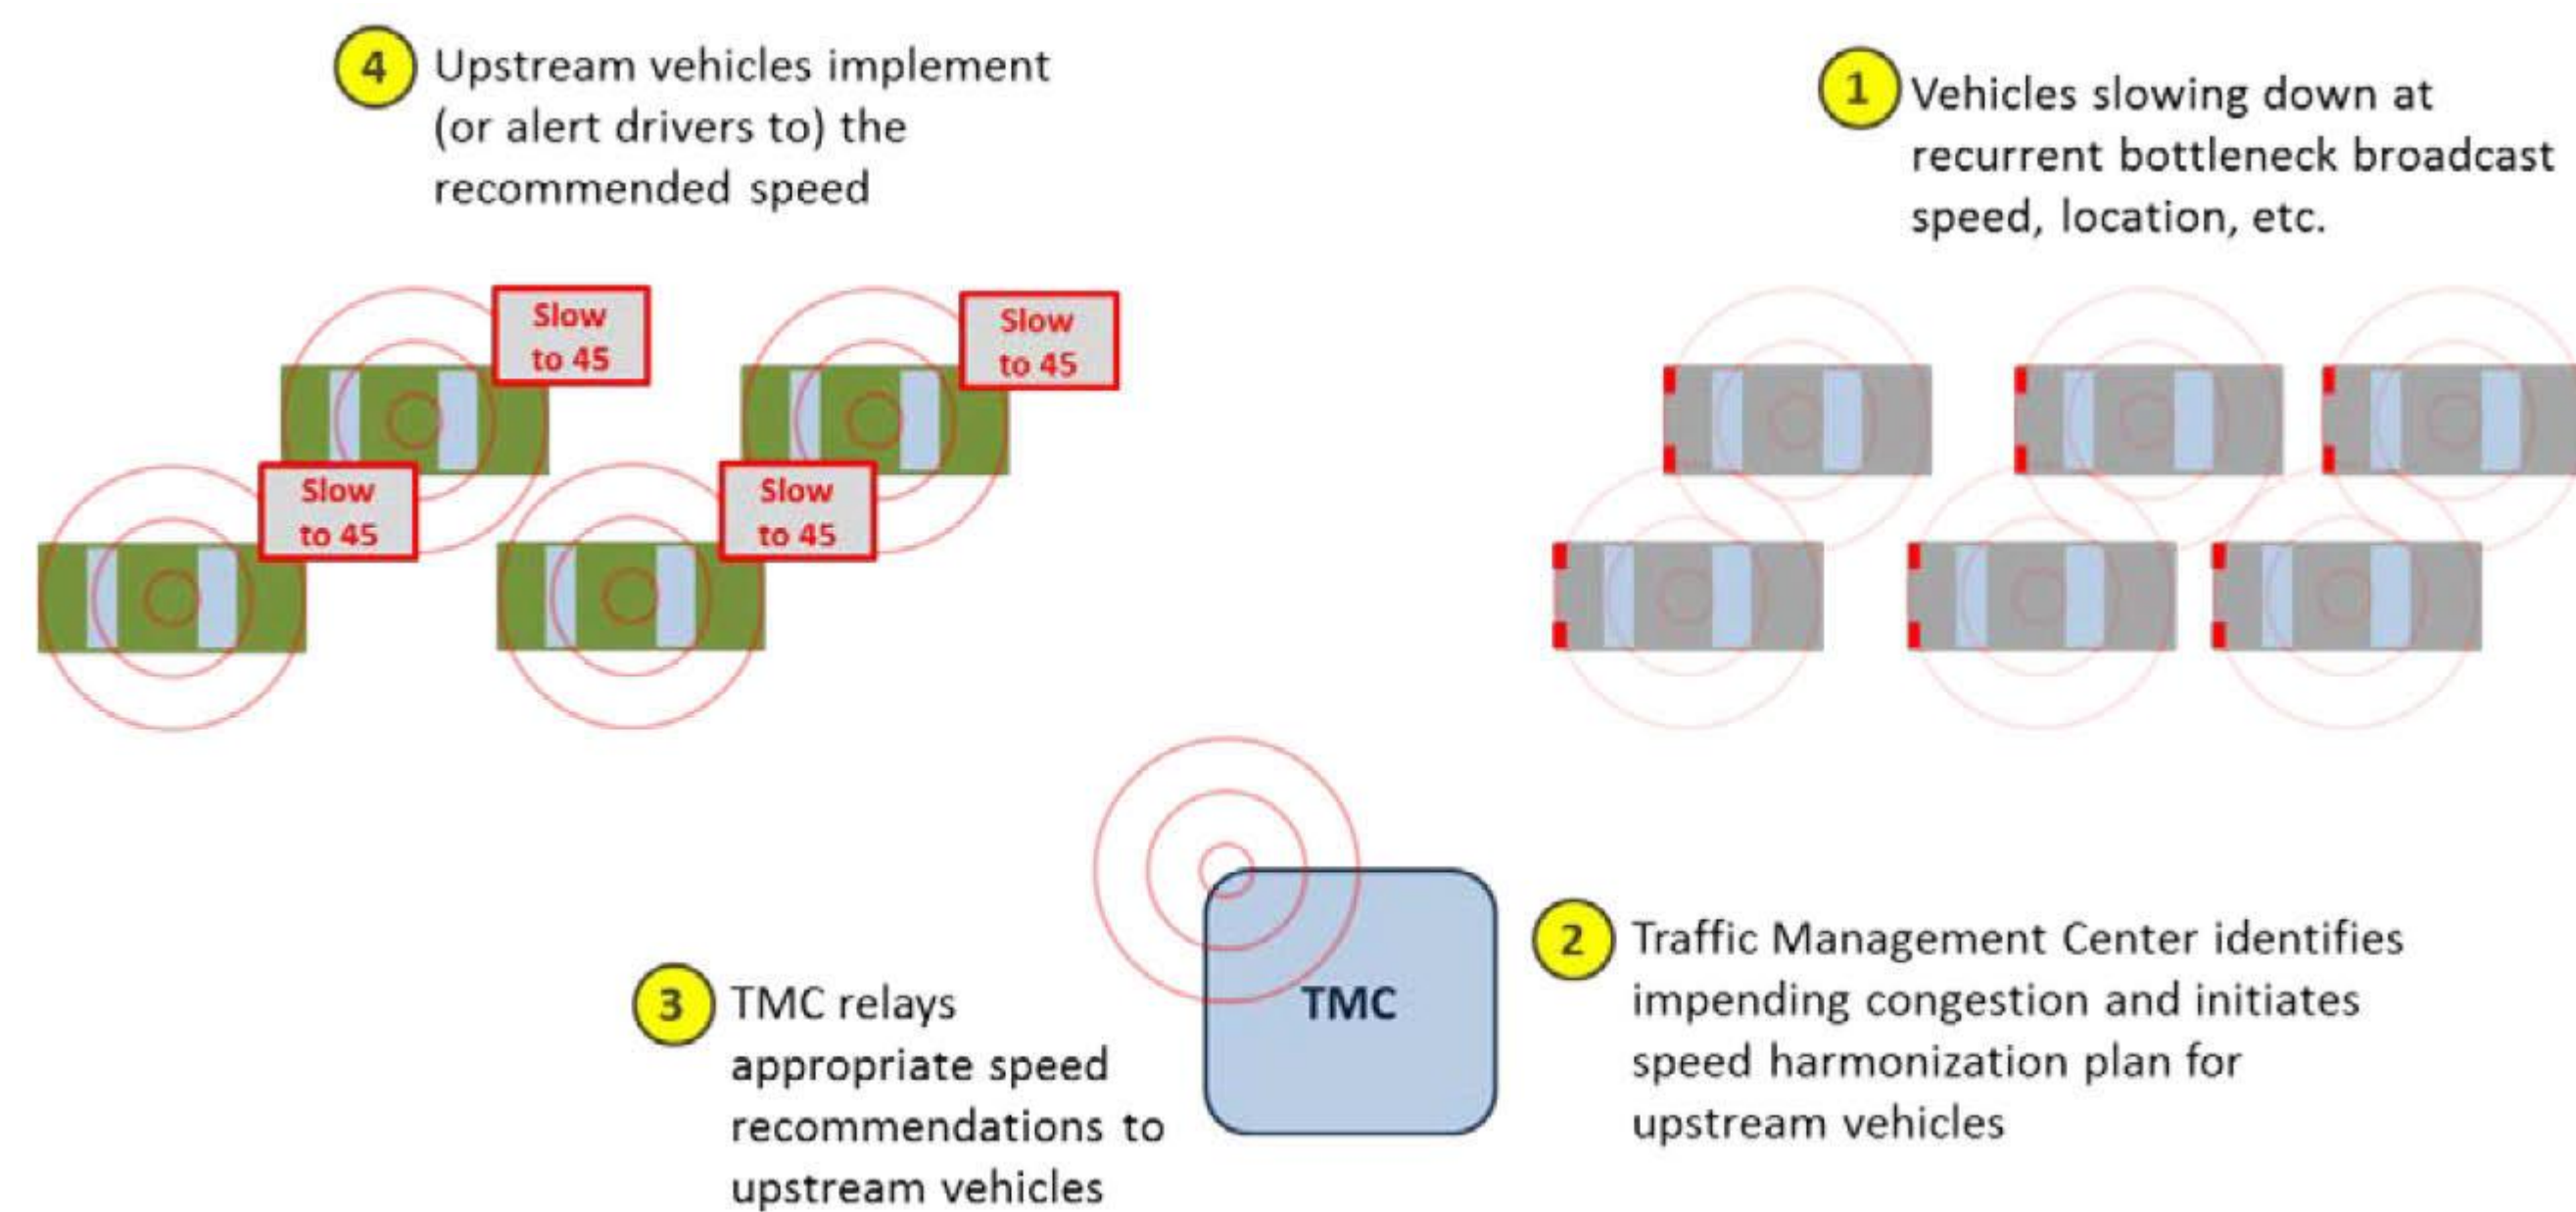 4
Upstream vehicles implement
(or alert drivers to) the
recommended speed
1
Vehicles slowing down at
recurrent bottleneck broadcast
speed, location, etc.
Slow
to 45
Slow
to 45
Slow
to 45
Slow
to 45
TMC
2
Traffic Management Center identifies
impending congestion and initiates
speed harmonization plan for
upstream vehicles
3
TMC relays
appropriate speed
recommendations to
upstream vehicles